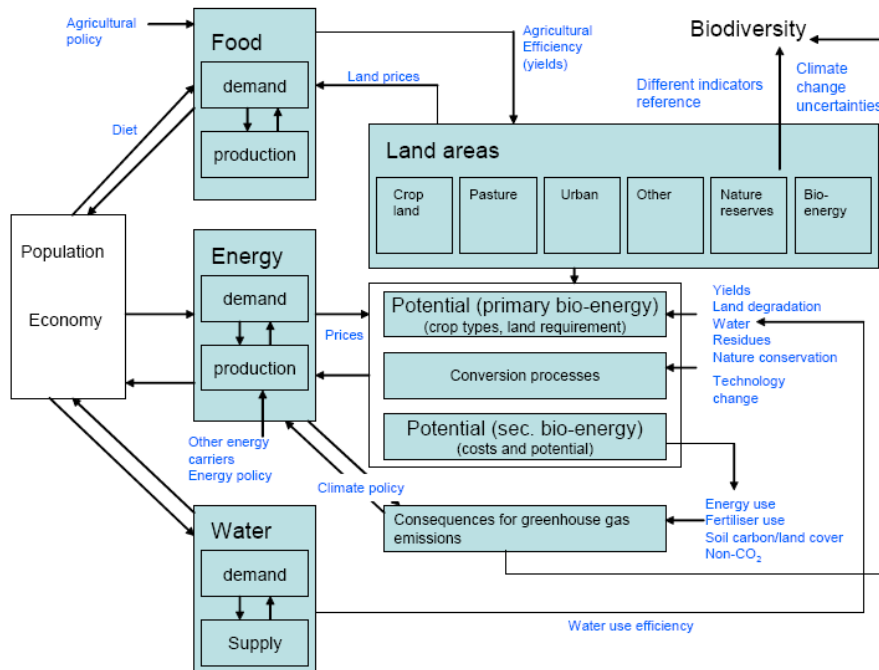 Agricultural
policy
Food
demand
production
Agricultural
Efficiency
(yields)
Land prices
Diet
Biodiversity
Different indicators
reference
Climate
change
uncertainties
Land areas
Crop
land
Pasture
Urban
Other
Nature
reserves
Bio-
energy
Population
Economy
Energy
demand
production
Prices
Other energy
carriers
Energy policy
Climate policy
Potential (primary bio-energy)
(crop types, land requirement)
Conversion processes
Potential (sec. bio-energy)
(costs and potential)
Yields
Land degradation
Water
Residues
Nature conservation
Technology
change
Consequences for greenhouse gas
emissions
Energy use
Fertiliser use
Soil carbon/land cover
Non-CO₂
Water
demand
Supply
Water use efficiency